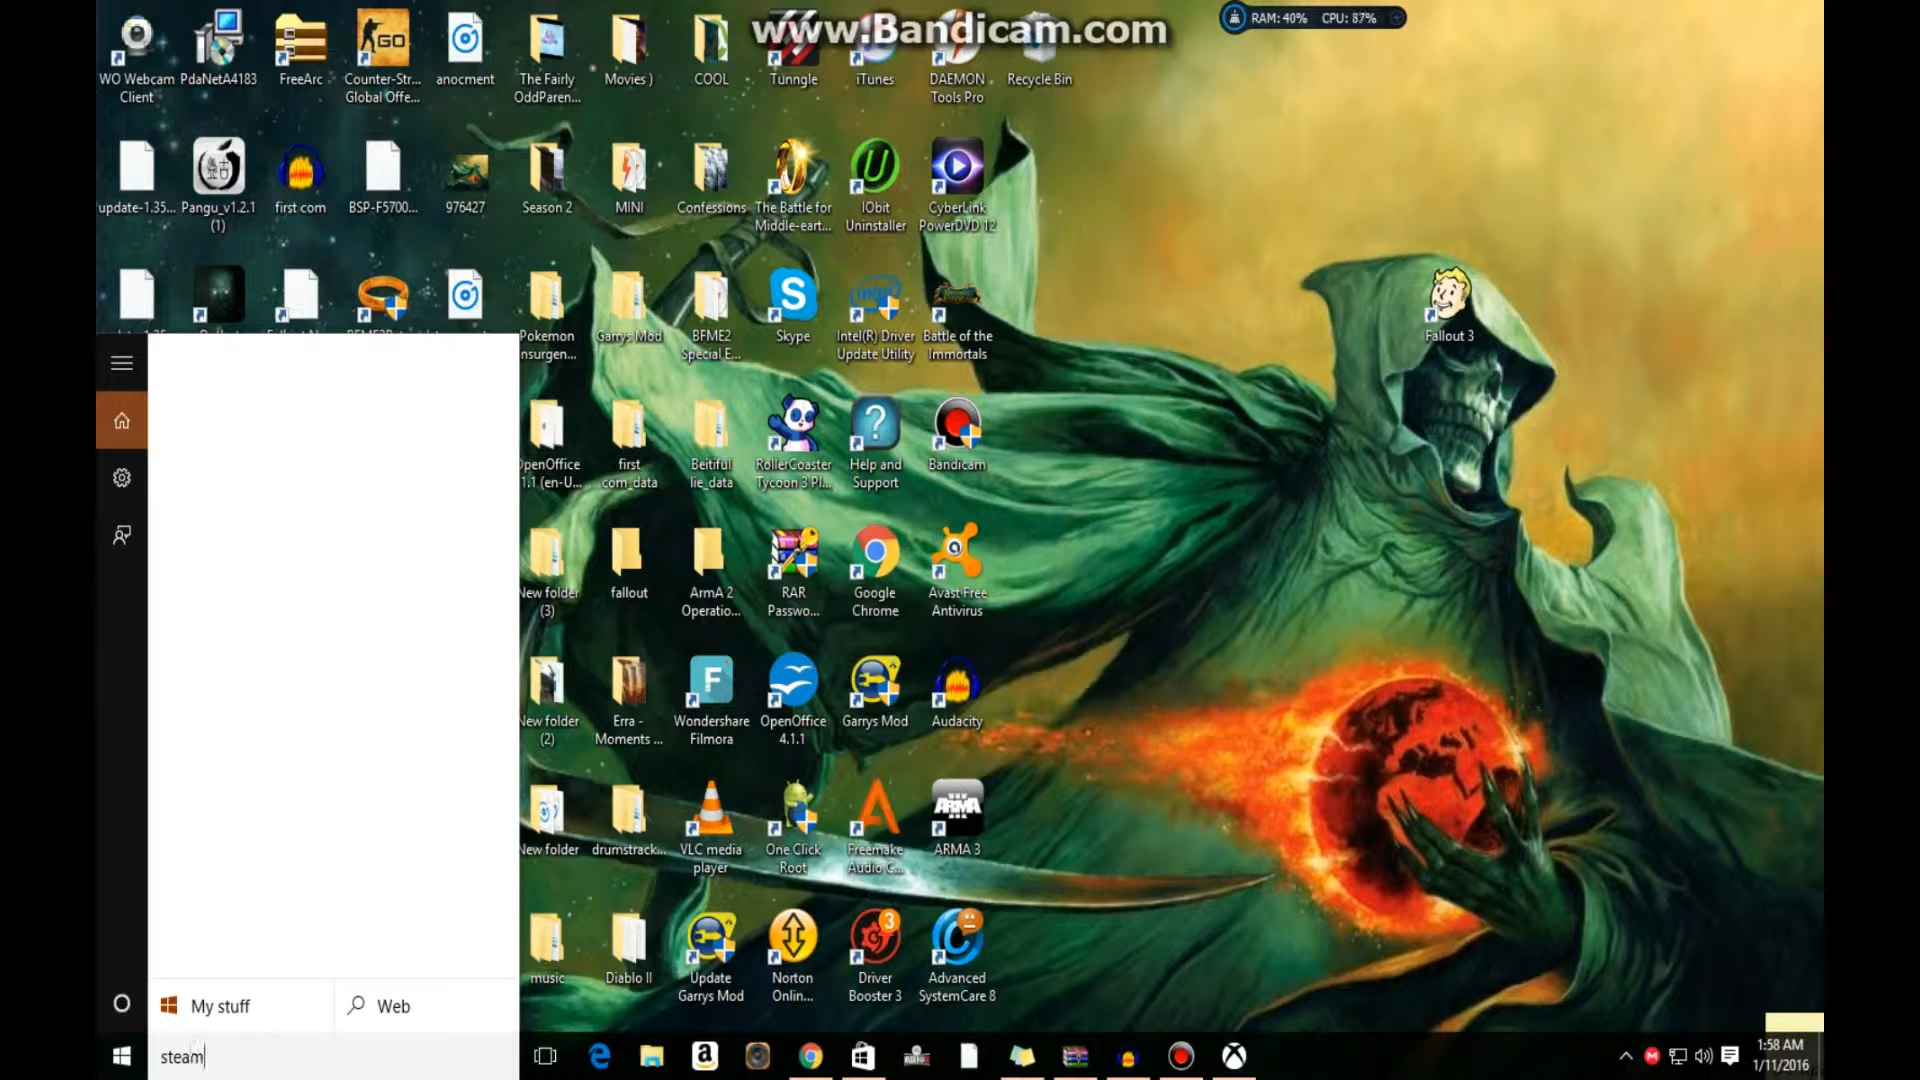 www.Bandicam.com
RAM: 40% CPU: 87%
WO Webcam
Client
PdaNetA4183
FreeArc
Counter-Str...
Global Offe...
GO
anocment
The Fairly
OddParen...
Movies )
COOL
Tunngle
iTunes
DAEMON
Tools Pro
Recycle Bin
update-1.35...
Pangu_v1.2.1
(1)
first com
BSP-F5700...
976427
Season 2
MINI
Confessions
The Battle for
Middle-eart...
IObit
Uninstaller
CyberLink
PowerDVD 12
Pokemon
nsurgen...
Garrys Mod
BFME2
Special E...
Skype
Intel(R) Driver
Update Utility
Battle of the
Immortals
Fallout 3
OpenOffice
1.1 (en-U...
first
com_data
Beitiful
lie_data
RollerCoaster
Tycoon 3 Pl...
Help and
Support
Bandicam
New folder
(3)
fallout
ArmA 2
Operatio...
RAR
Passwo...
Google
Chrome
Avast Free
Antivirus
New folder
(2)
Erra -
Moments ...
Wondershare
Filmora
OpenOffice
4.1.1
Garrys Mod
Audacity
New folder
drumstrack...
VLC media
player
One Click
Root
Freemake
Audio C...
ARMA
ARMA 3
music
Diablo II
Update
Garrys Mod
Norton
Onlin...
3
Driver
Booster 3
Advanced
SystemCare 8
My stuff
Web
steam
1:58 AM
1/11/2016